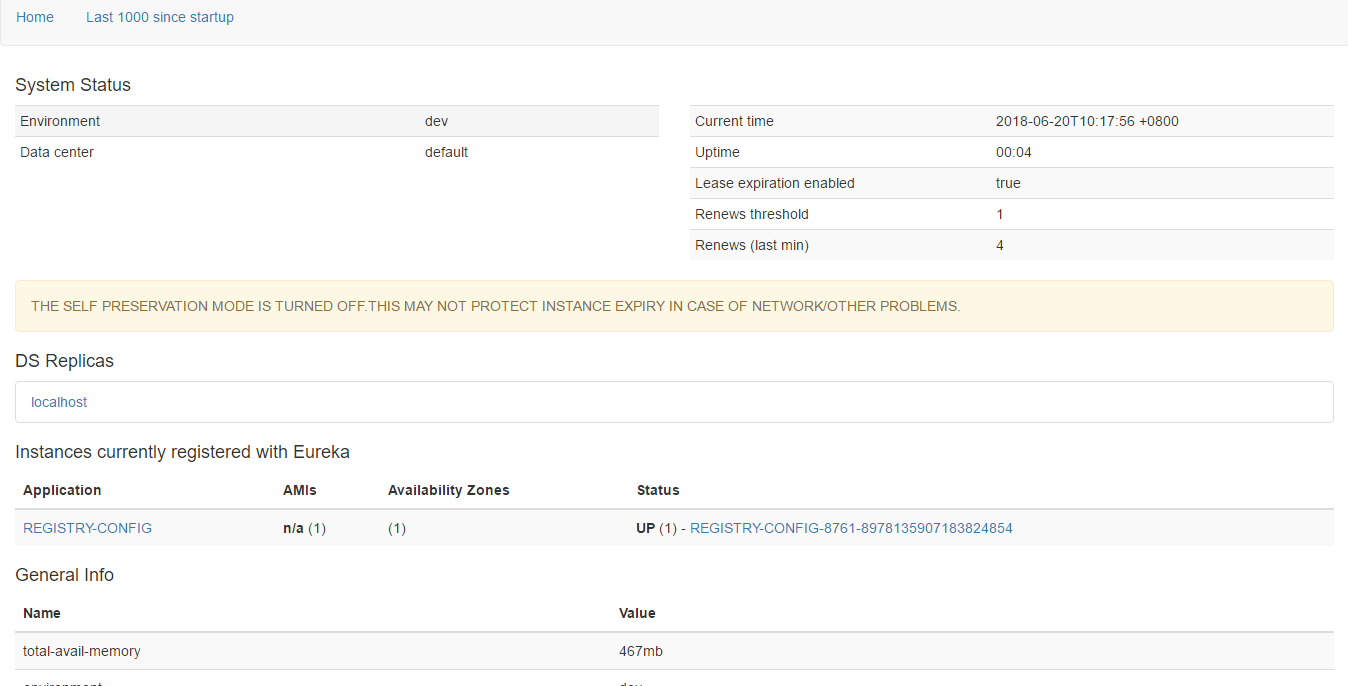 Home Last 1000 since startup
System Status
Environment dev
Data center default
Current time 2018-06-20T10:17:56 +0800
Uptime 00:04
Lease expiration enabled true
Renews threshold 1
Renews (last min) 4
THE SELF PRESERVATION MODE IS TURNED OFF.THIS MAY NOT PROTECT INSTANCE EXPIRY IN CASE OF NETWORK/OTHER PROBLEMS.
DS Replicas
localhost
Instances currently registered with Eureka
Application AMIs Availability Zones Status
REGISTRY-CONFIG n/a (1) (1) UP (1) - REGISTRY-CONFIG-8761-8978135907183824854
General Info
Name Value
total-avail-memory 467mb